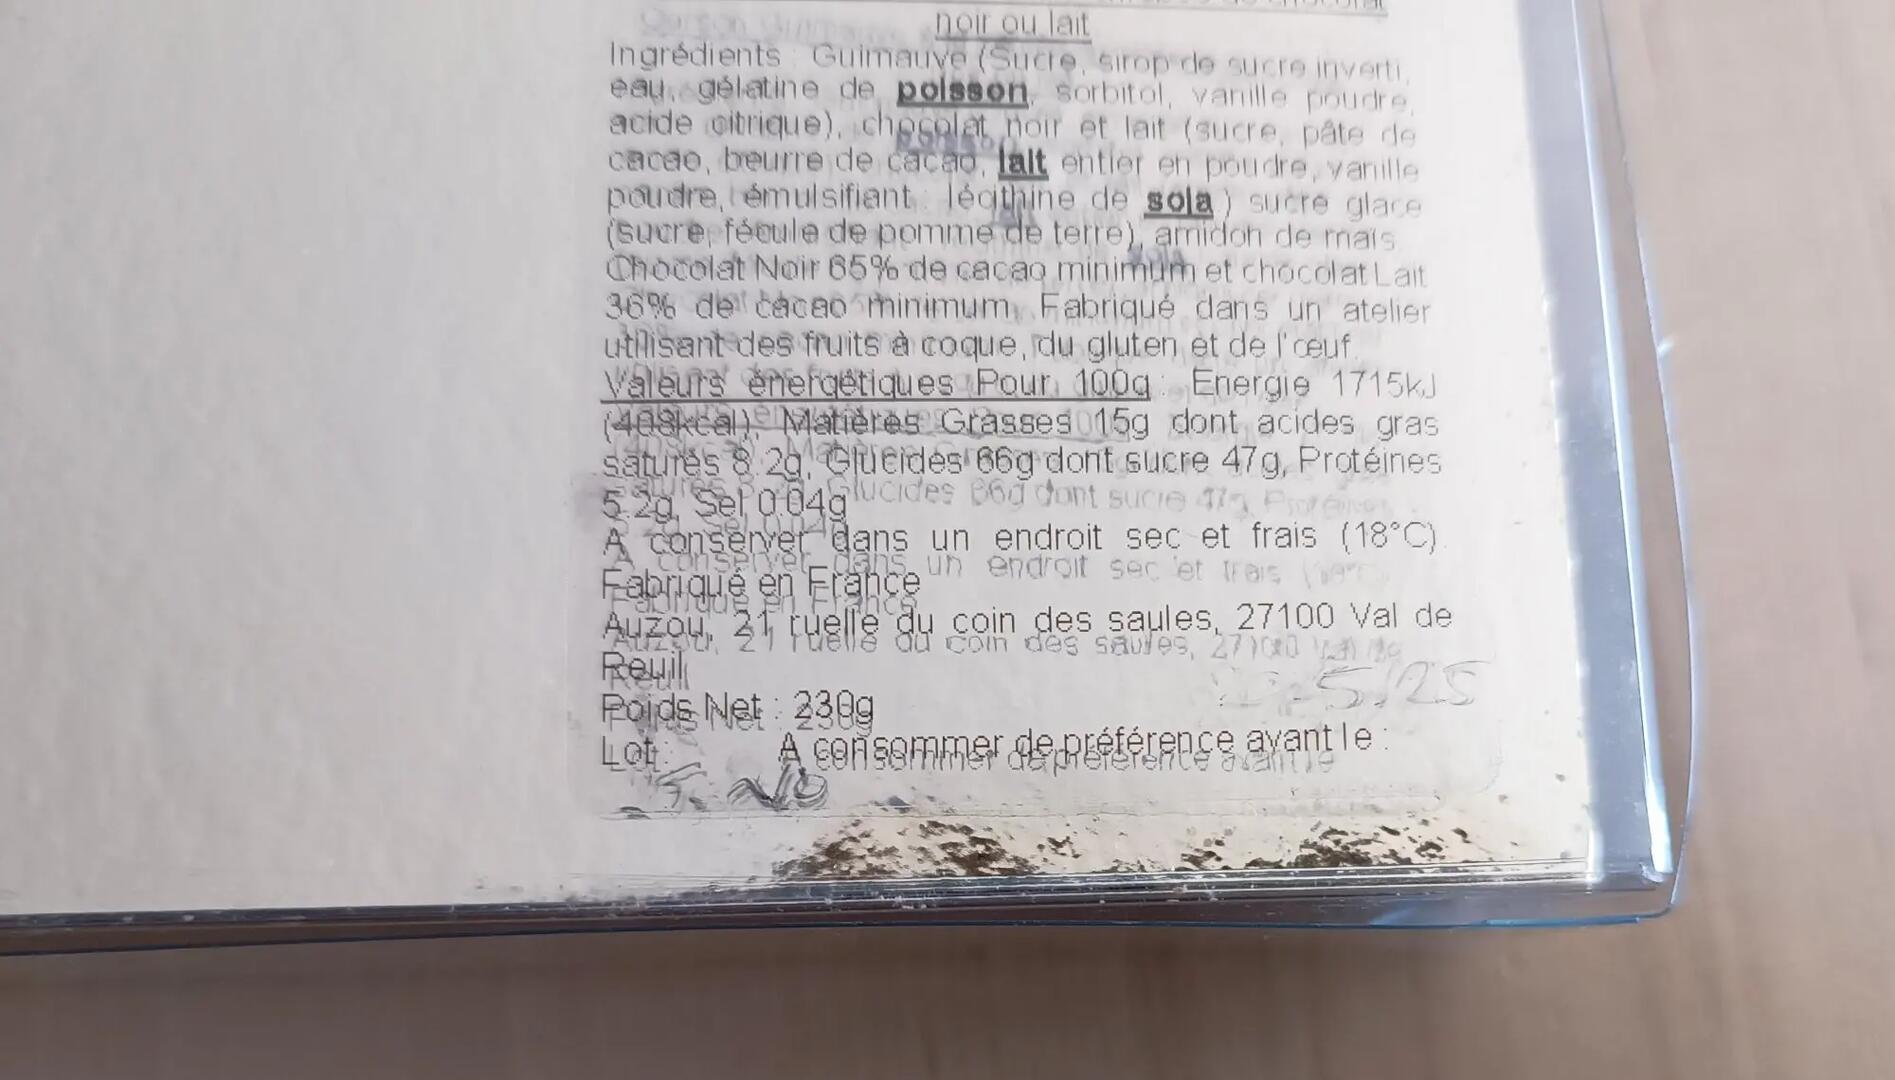 noir ou lait
Ingrédients : Guimauve (Sucre, sirop de sucre inverti,
eau, gélatine de poisson, sorbitol, vanille poudre,
acide citrique), chocolat noir et lait (sucre, pâte de
cacao, beurre de cacao, lait entier en poudre, vanille
poudre, émulsifiant : lécithine de soja) sucre glace
(sucre, fécule de pomme de terre), amidon de maïs.
Chocolat Noir 65% de cacao minimum et chocolat Lait
36% de cacao minimum. Fabriqué dans un atelier
utilisant des fruits à coque, du gluten et de l'œuf.
Valeurs énergétiques Pour 100g : Energie 1715kJ
(408kcal), Matières Grasses 15g dont acides gras
saturés 8.2g, Glucides 66g dont sucre 47g, Protéines
5.2g, Sel 0.04g
A conserver dans un endroit sec et frais (18°C).
Fabriqué en France
Auzou, 21 ruelle du coin des saules, 27100 Val de
Reuil
5/25
Poids Net : 230g
Lot: A consommer de préférence avant le :